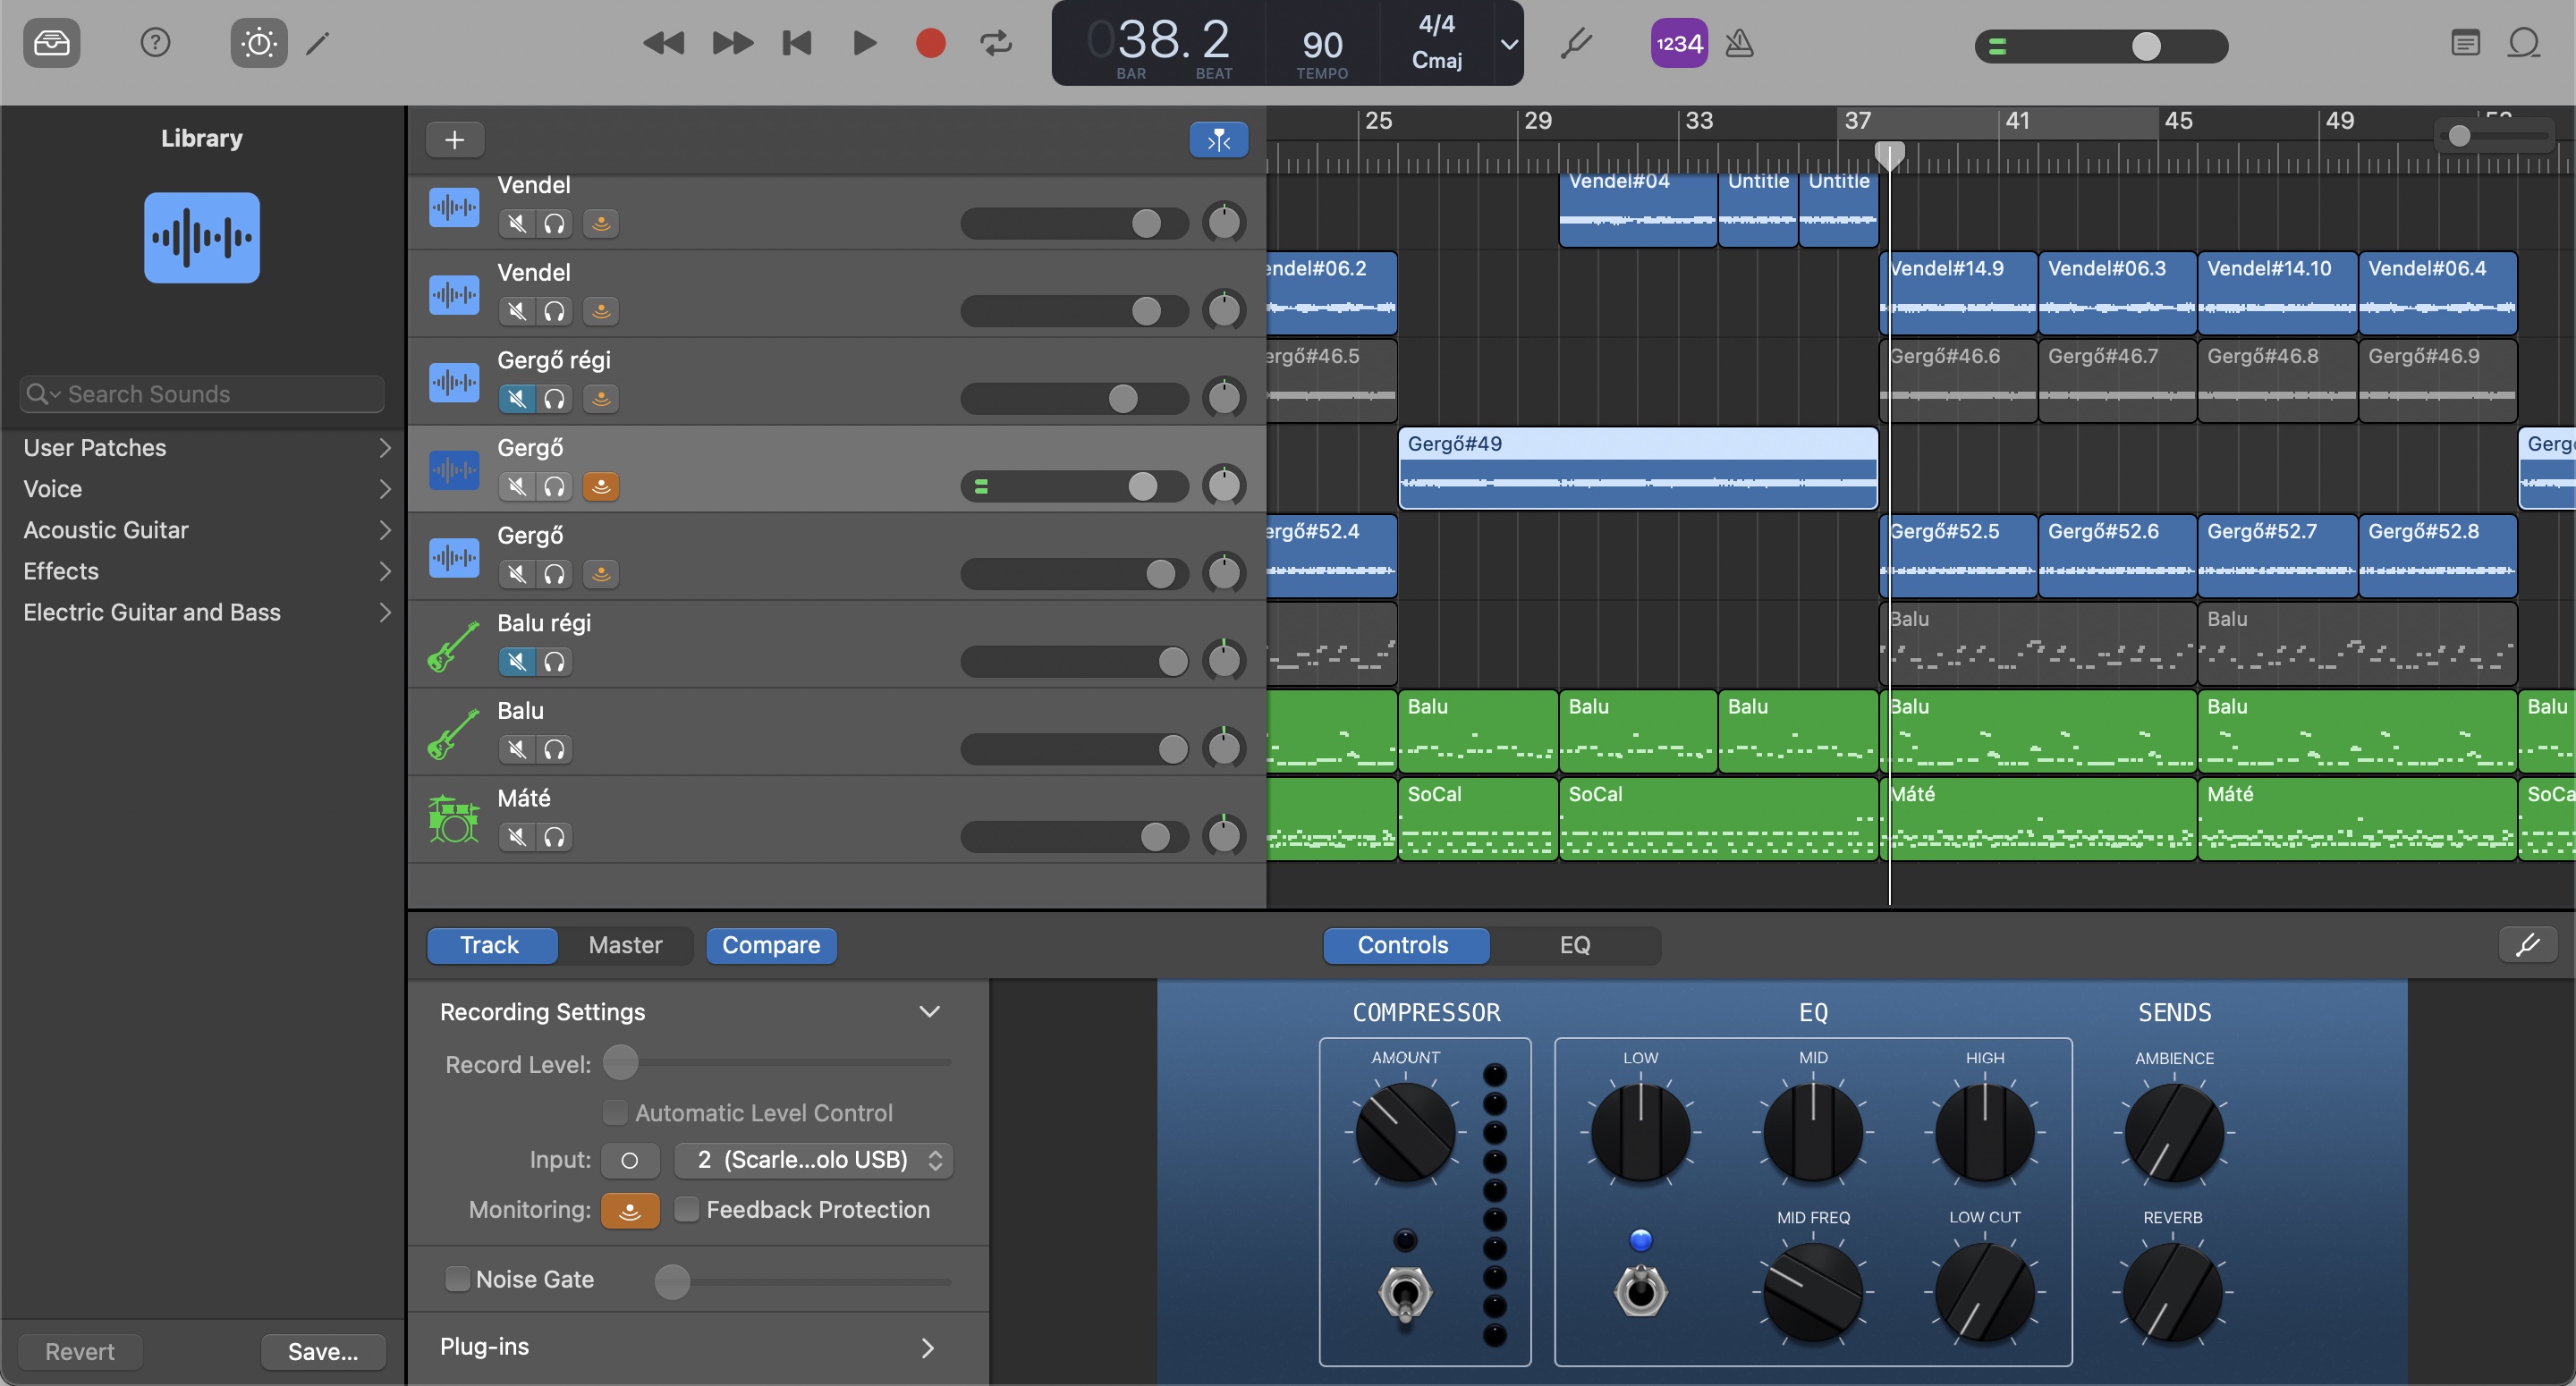 038.2
BAR BEAT
90
TEMPO
4/4
Cmaj
1234
Library
Search Sounds
User Patches
Voice
Acoustic Guitar
Effects
Electric Guitar and Bass
Revert
Save...
25 29 33 37 41 45 49
Vendel
Vendel#04 Untitle Untitle
Vendel
endel#06.2 Vendel#14.9 Vendel#06.3 Vendel#14.10 Vendel#06.4
Gergő régi
ergő#46.5 Gergő#46.6 Gergő#46.7 Gergő#46.8 Gergő#46.9
Gergő
Gergő#49 Gergő
Gergő
ergő#52.4 Gergő#52.5 Gergő#52.6 Gergő#52.7 Gergő#52.8
Balu régi
Balu Balu
Balu
Balu Balu Balu Balu Balu Balu
Máté
SoCal SoCal Máté Máté SoCa
Track Master Compare
Controls EQ
Recording Settings
Record Level:
Automatic Level Control
Input: 2 (Scarle...olo USB)
Monitoring: Feedback Protection
Noise Gate
Plug-ins
COMPRESSOR EQ SENDS
AMOUNT LOW MID HIGH AMBIENCE
MID FREQ LOW CUT REVERB